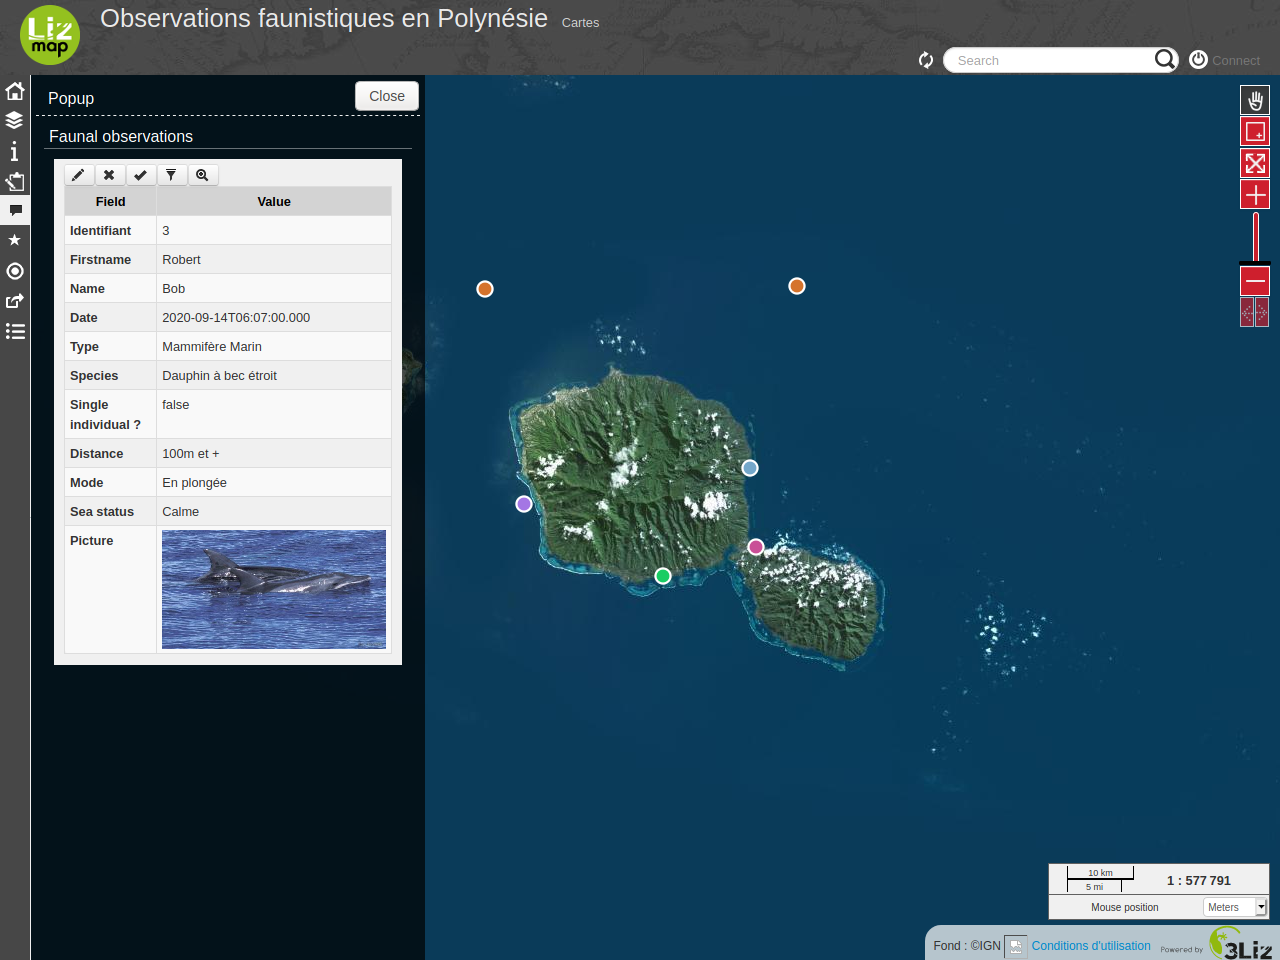 Liz map
Observations faunistiques en Polynésie Cartes
Search
Connect
Popup
Close
Faunal observations
Field Value
Identifiant 3
Firstname Robert
Name Bob
Date 2020-09-14T06:07:00.000
Type Mammifère Marin
Species Dauphin à bec étroit
Single individual ? false
Distance 100m et +
Mode En plongée
Sea status Calme
Picture
10 km
5 mi
1 : 577 791
Mouse position Meters
Fond : ©IGN Conditions d'utilisation Powered by 3Liz